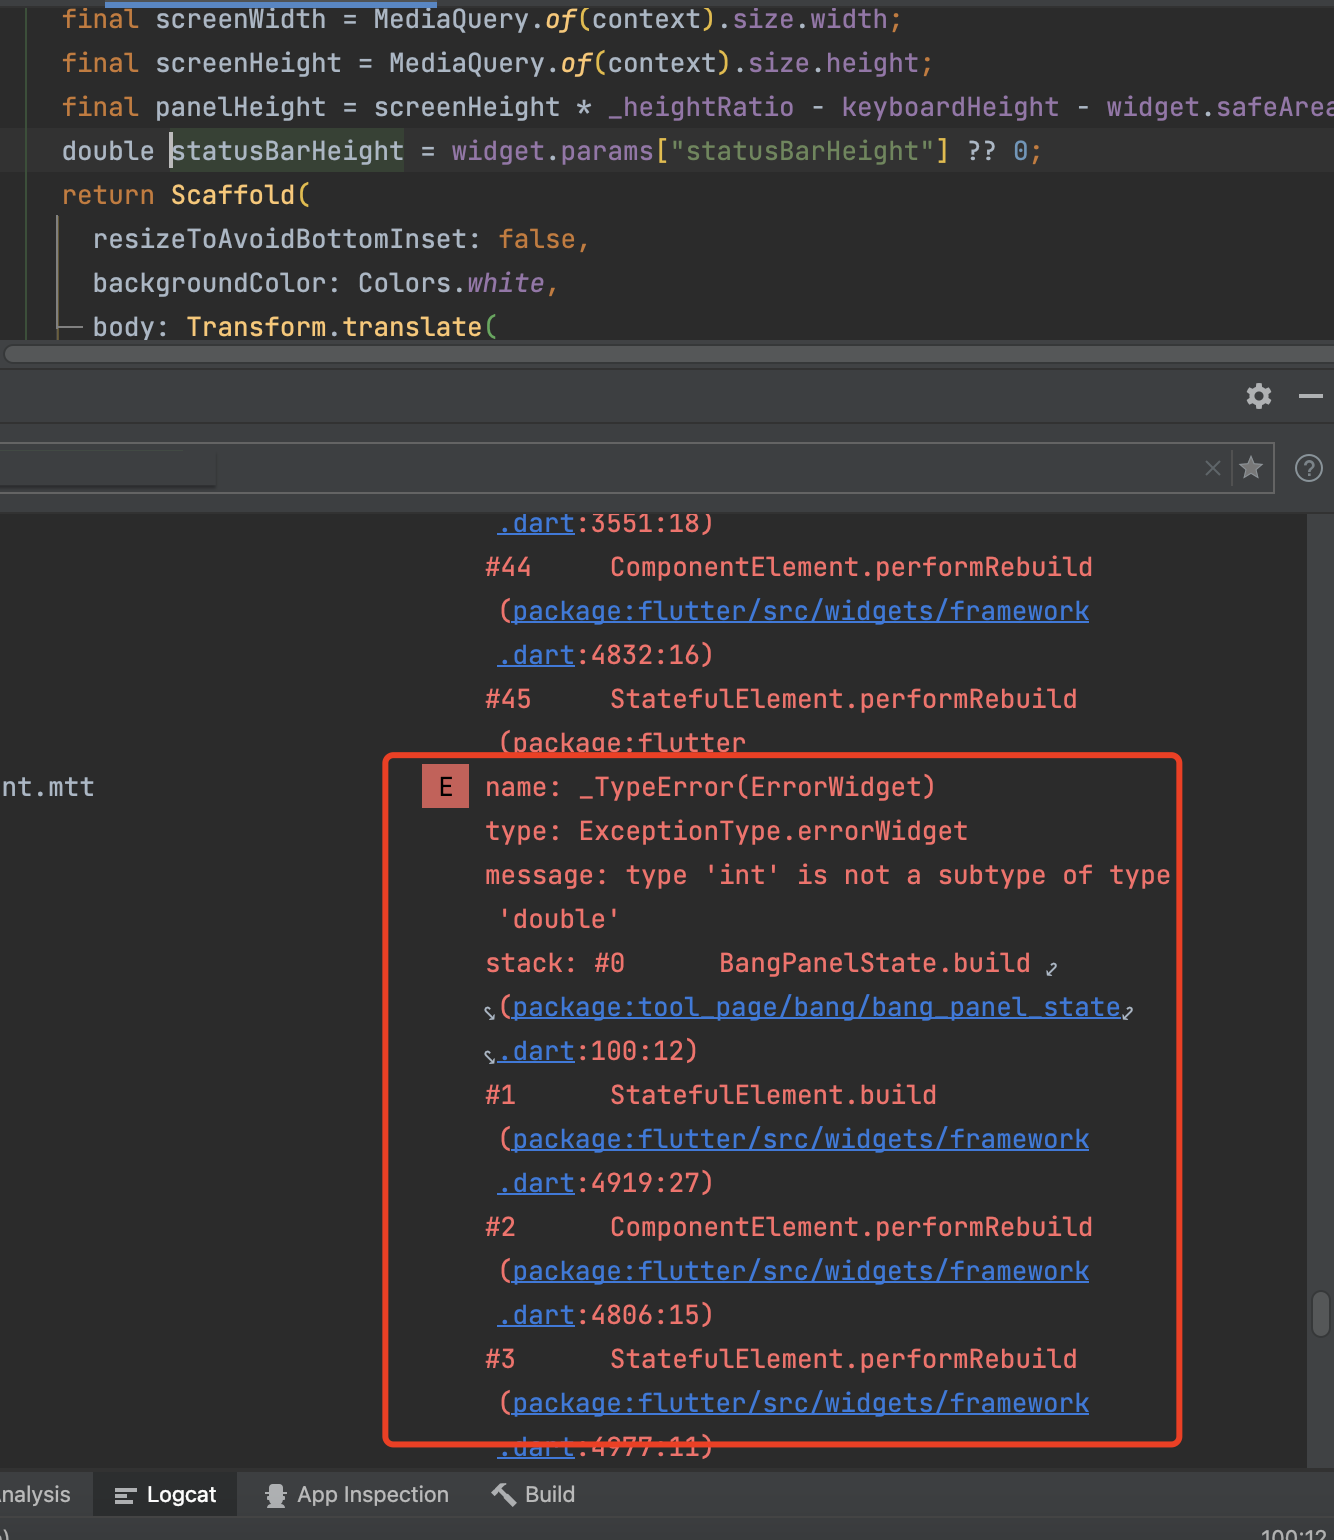 final screenWidth = MediaQuery.of(context).size.width;
final screenHeight = MediaQuery.of(context).size.height;
final panelHeight = screenHeight * _heightRatio - keyboardHeight - widget.safeArea
double statusBarHeight = widget.params["statusBarHeight"] ?? 0;
return Scaffold(
resizeToAvoidBottomInset: false,
backgroundColor: Colors.white,
body: Transform.translate(
.dart:3551:18)
#44 ComponentElement.performRebuild
(package:flutter/src/widgets/framework
.dart:4832:16)
#45 StatefulElement.performRebuild
(package:flutter
nt.mtt
E name: _TypeError(ErrorWidget)
type: ExceptionType.errorWidget
message: type 'int' is not a subtype of type
'double'
stack: #0 BangPanelState.build
(package:tool_page/bang/bang_panel_state
.dart:100:12)
#1 StatefulElement.build
(package:flutter/src/widgets/framework
.dart:4919:27)
#2 ComponentElement.performRebuild
(package:flutter/src/widgets/framework
.dart:4806:15)
#3 StatefulElement.performRebuild
(package:flutter/src/widgets/framework
.dart:4977:11)
nalysis Logcat App Inspection Build
100:12